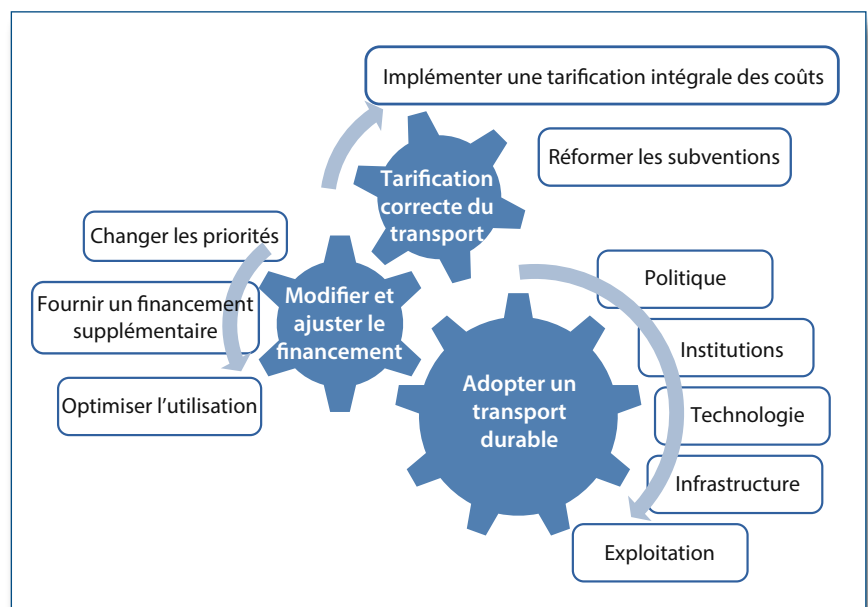 Implémenter une tarification intégrale des coûts
Réformer les subventions
Tarification
correcte du
transport
Changer les priorités
Fournir un financement
supplémentaire
Optimiser l’utilisation
Modifier et
ajuster le
financement
Adopter un
transport
durable
Politique
Institutions
Technologie
Infrastructure
Exploitation